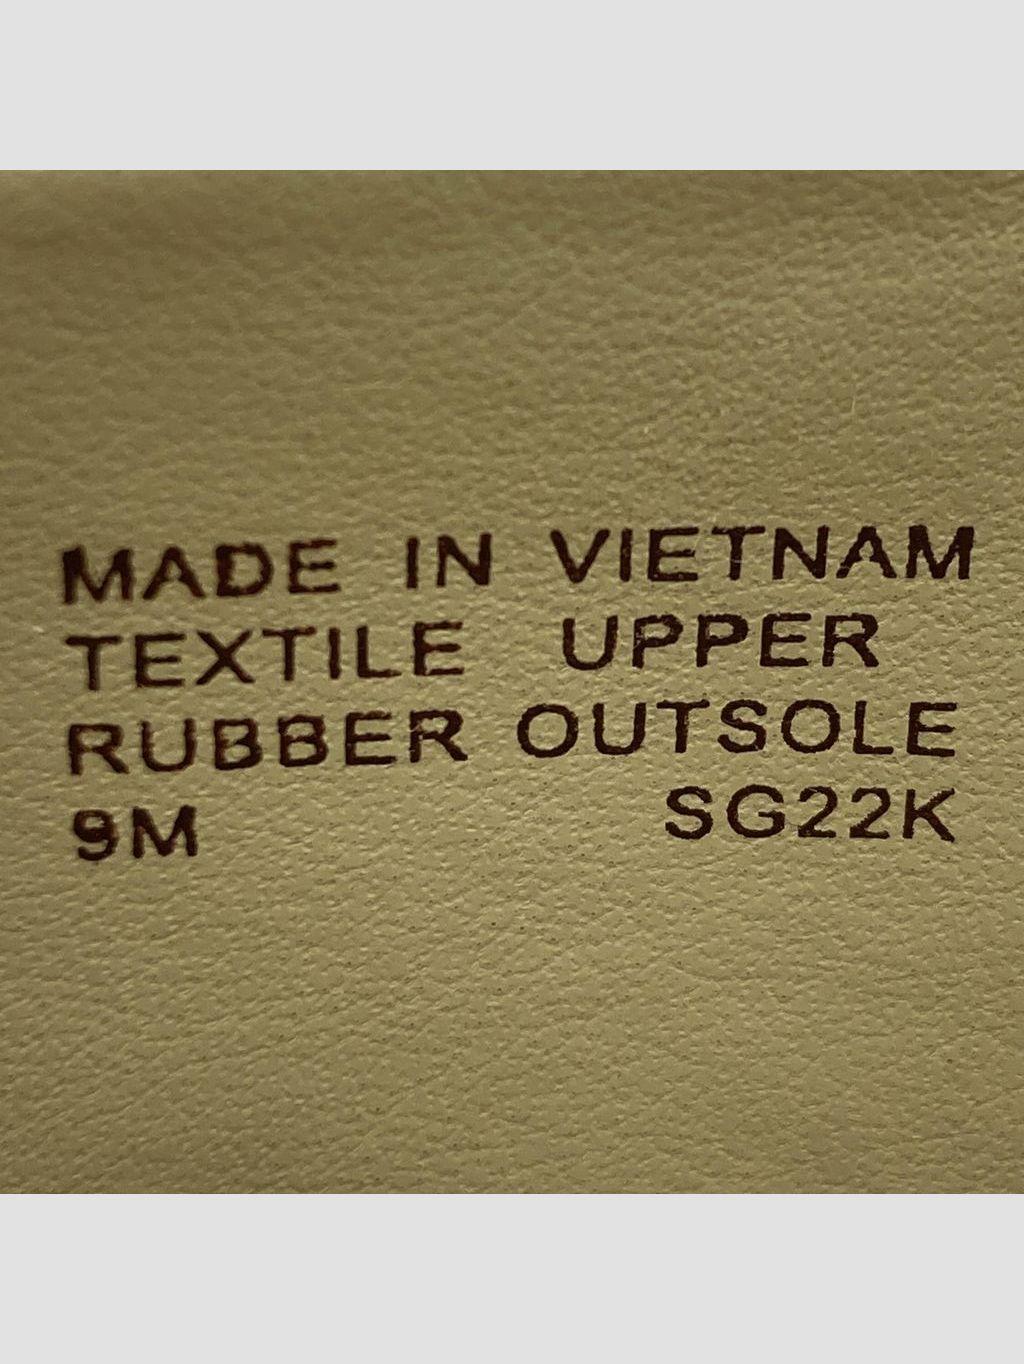 MADE IN VIETNAM
TEXTILE UPPER
RUBBER OUTSOLE
9M SG22K